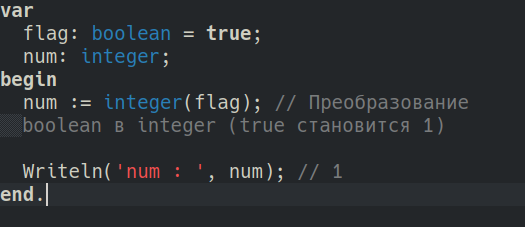 var
  flag: boolean = true;
  num: integer;
begin
  num := integer(flag); // Преобразование
  boolean в integer (true становится 1)

  Writeln('num : ', num); // 1
end.